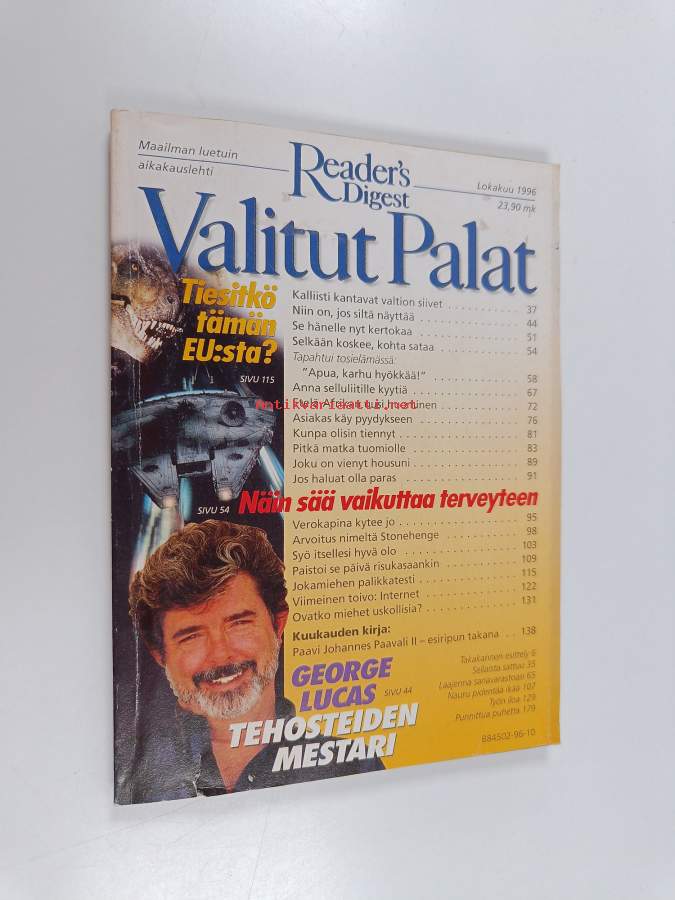 Maailman luetuin
aikakauslehti
Reader's
Digest
Lokakuu 1996
23,90 mk
Valitut Palat
Tiesitkö
tämän
EU:sta?
SIVU 115
Kalliisti kantavat valtion siivet 37
Niin on, jos siltä näyttää 44
Se hänelle nyt kertokaa 51
Selkään koskee, kohta sataa 54
Tapahtui tosielämässä:
"Apua, karhu hyökkää!" 58
Anna selluliitille kyytiä 67
Etelä-Afrikan 72
Asiakas käy pyydykseen 76
Kunpa olisin tiennyt 81
Pitkä matka tuomiolle 83
Joku on vienyt housuni 89
Jos haluat olla paras 91
SIVU 54
Näin sää vaikuttaa terveyteen
Verokapina kytee jo 95
Arvoitus nimeltä Stonehenge 98
Syö itsellesi hyvä olo 103
Paistoi se päivä risukasaankin 109
Jokamiehen palikkatesti 115
Viimeinen toivo: Internet 122
Ovatko miehet uskollisia? 131
Kuukauden kirja:
Paavi Johannes Paavali II – esiripun takana 138
GEORGE
LUCAS
SIVU 44
TEHOSTEIDEN
MESTARI
Takakannen esittely 6
Sellaista sattuu 35
Laajenna sanavarastoasi 65
Nauru pidentää ikää 107
Työn iloa 129
Punnittua puhetta 179
884502-96-10